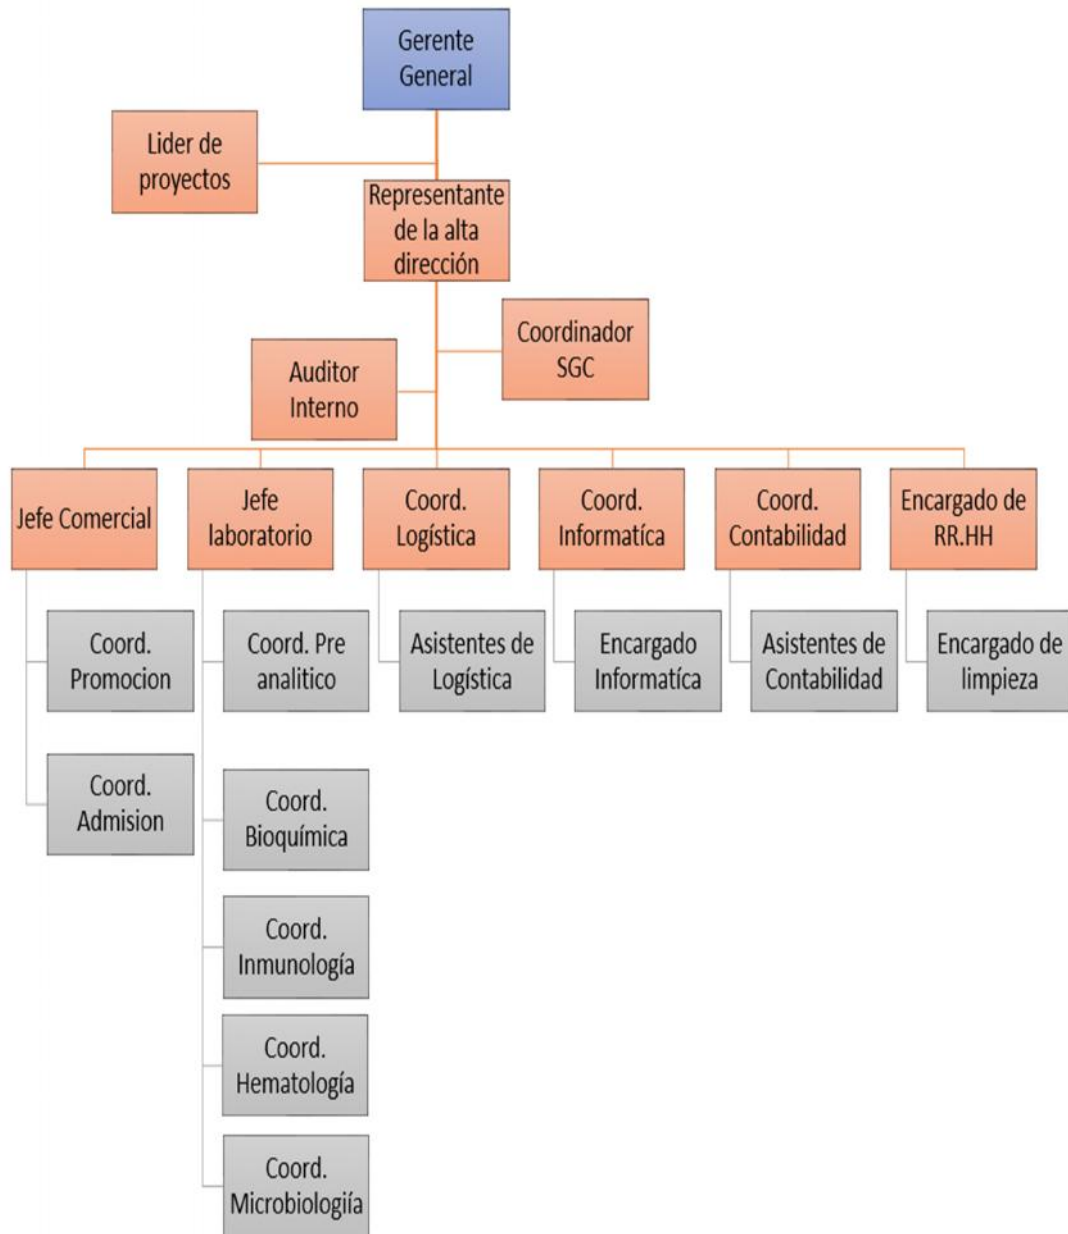 Gerente
General
Lider de
proyectos
Representante
de la alta
dirección
Coordinador
SGC
Auditor
Interno
Jefe Comercial
Jefe
laboratorio
Coord.
Logística
Coord.
Informatíca
Coord.
Contabilidad
Encargado de
RR.HH
Coord.
Promocion
Coord. Pre
analitico
Asistentes de
Logística
Encargado
Informatíca
Asistentes de
Contabilidad
Encargado de
limpieza
Coord.
Admision
Coord.
Bioquímica
Coord.
Inmunología
Coord.
Hematología
Coord.
Microbiologiía